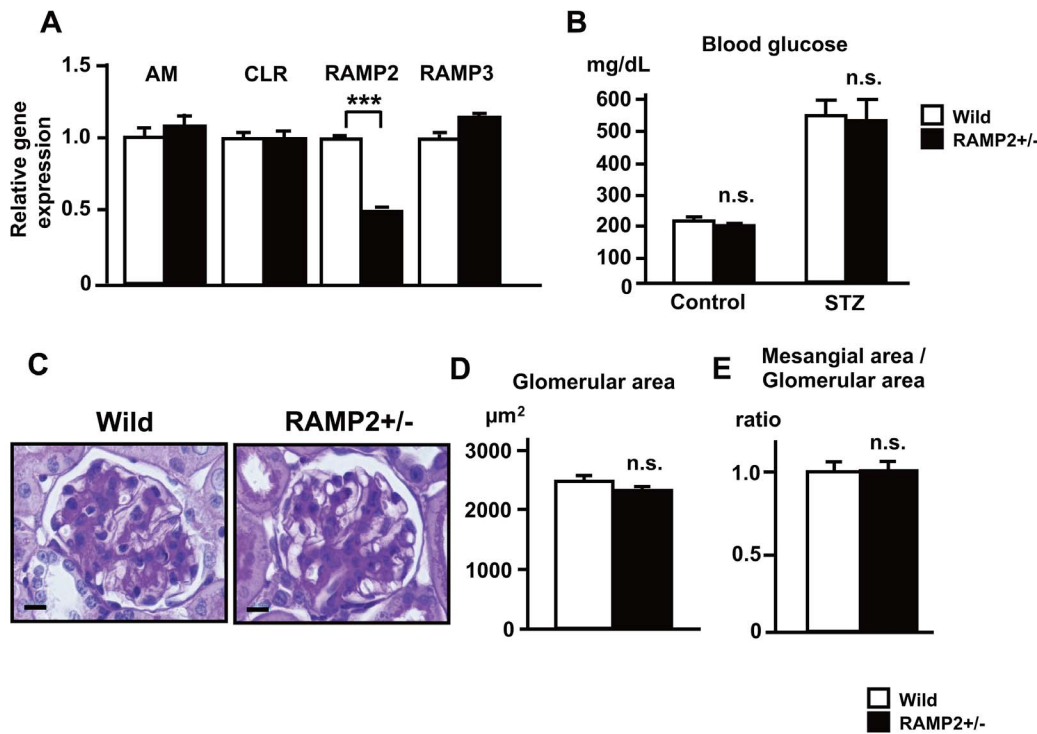 A
1.5
1.0
0.5
0
Relative gene
expression
AM
CLR
RAMP2
RAMP3
***
B
Blood glucose
mg/dL
600
500
400
300
200
100
0
n.s.
n.s.
Control
STZ
Wild
RAMP2+/-
C
Wild
RAMP2+/-
D
Glomerular area
µm²
3000
2000
1000
0
n.s.
E
Mesangial area /
Glomerular area
ratio
1.0
0.5
0
n.s.
Wild
RAMP2+/-